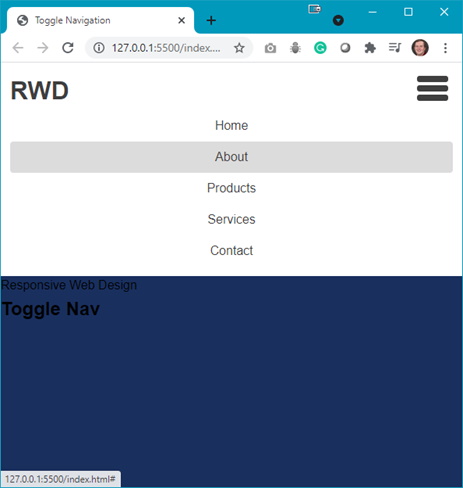 Toggle Navigation
127.0.0.1:5500/index....
RWD
Home
About
Products
Services
Contact
Responsive Web Design
Toggle Nav
127.0.0.1:5500/index.html#